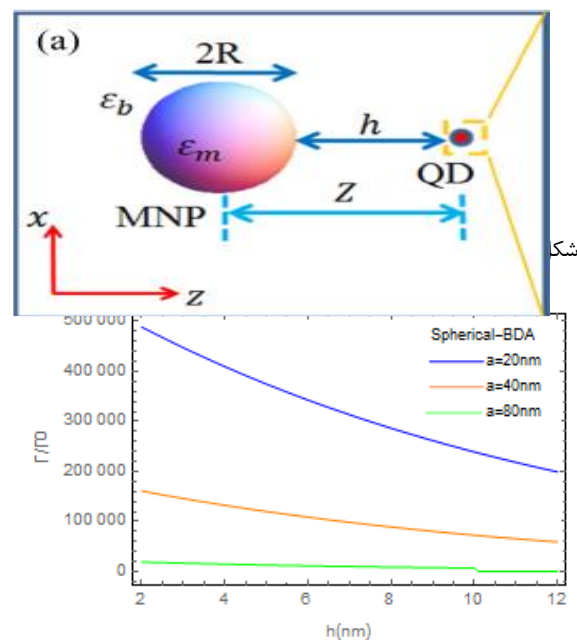 (a)
2R
ε_b
ε_m
h
QD
MNP
Z
x
z
شکل
500 000
400 000
300 000
200 000
100 000
0
Γ/Γ0
Spherical-BDA
a=20nm
a=40nm
a=80nm
2 4 6 8 10 12
h(nm)